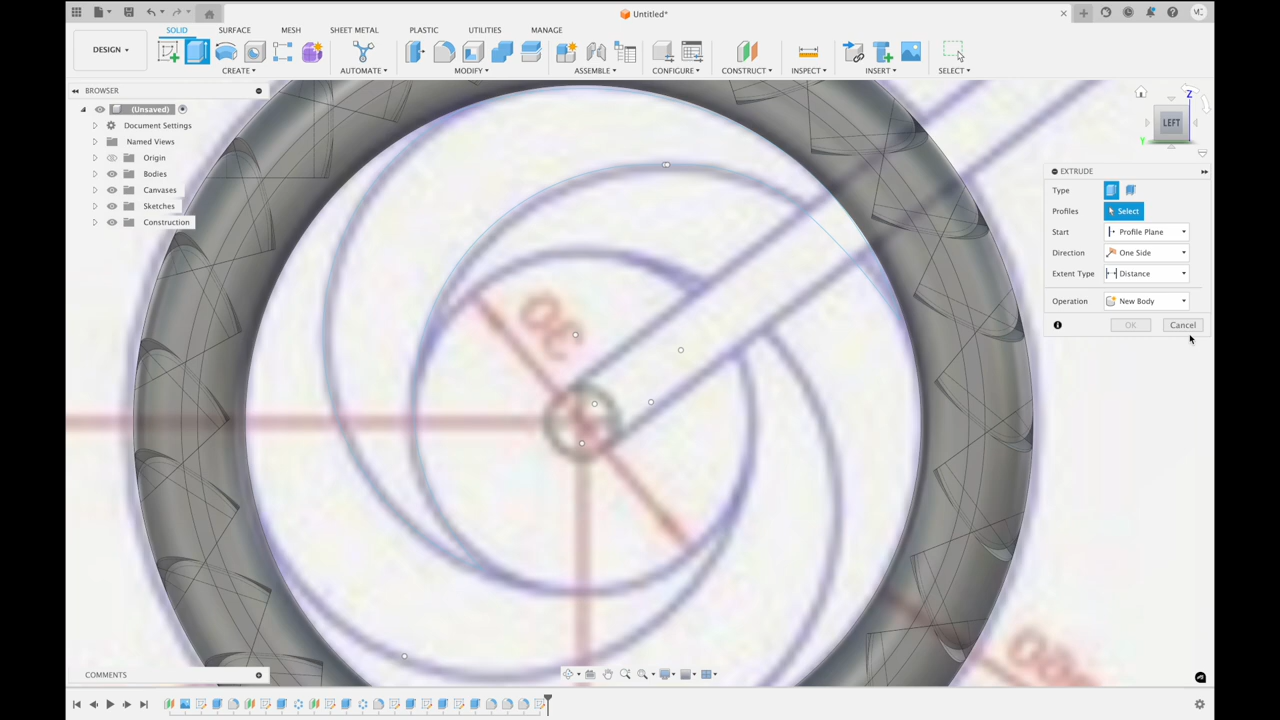 Untitled*
MC
DESIGN
SOLID
SURFACE
MESH
SHEET METAL
PLASTIC
UTILITIES
MANAGE
CREATE
AUTOMATE
MODIFY
ASSEMBLE
CONFIGURE
CONSTRUCT
INSPECT
INSERT
SELECT
BROWSER
(Unsaved)
Document Settings
Named Views
Origin
Bodies
Canvases
Sketches
Construction
Z
LEFT
Y
EXTRUDE
Type
Profiles
Select
Start
Profile Plane
Direction
One Side
Extent Type
Distance
Operation
New Body
OK
Cancel
COMMENTS